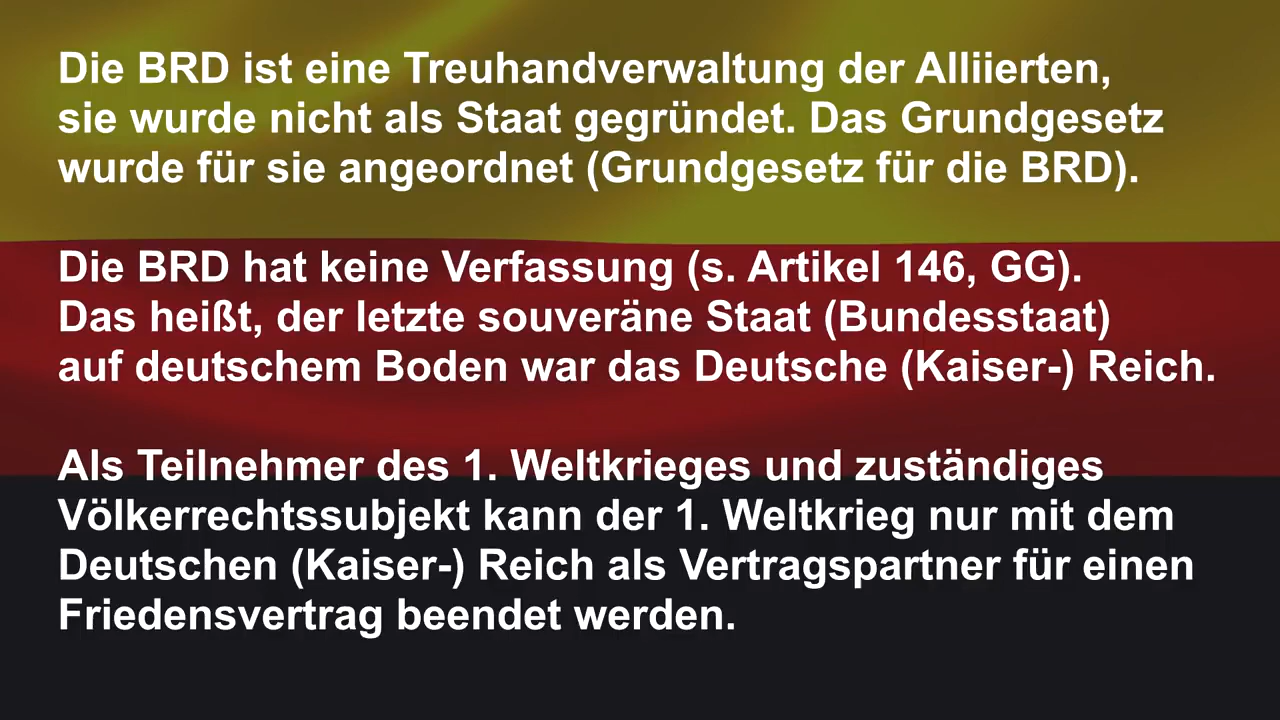 Die BRD ist eine Treuhandverwaltung der Alliierten,
sie wurde nicht als Staat gegründet. Das Grundgesetz
wurde für sie angeordnet (Grundgesetz für die BRD).
Die BRD hat keine Verfassung (s. Artikel 146, GG).
Das heißt, der letzte souveräne Staat (Bundesstaat)
auf deutschem Boden war das Deutsche (Kaiser-) Reich.
Als Teilnehmer des 1. Weltkrieges und zuständiges
Völkerrechtssubjekt kann der 1. Weltkrieg nur mit dem
Deutschen (Kaiser-) Reich als Vertragspartner für einen
Friedensvertrag beendet werden.